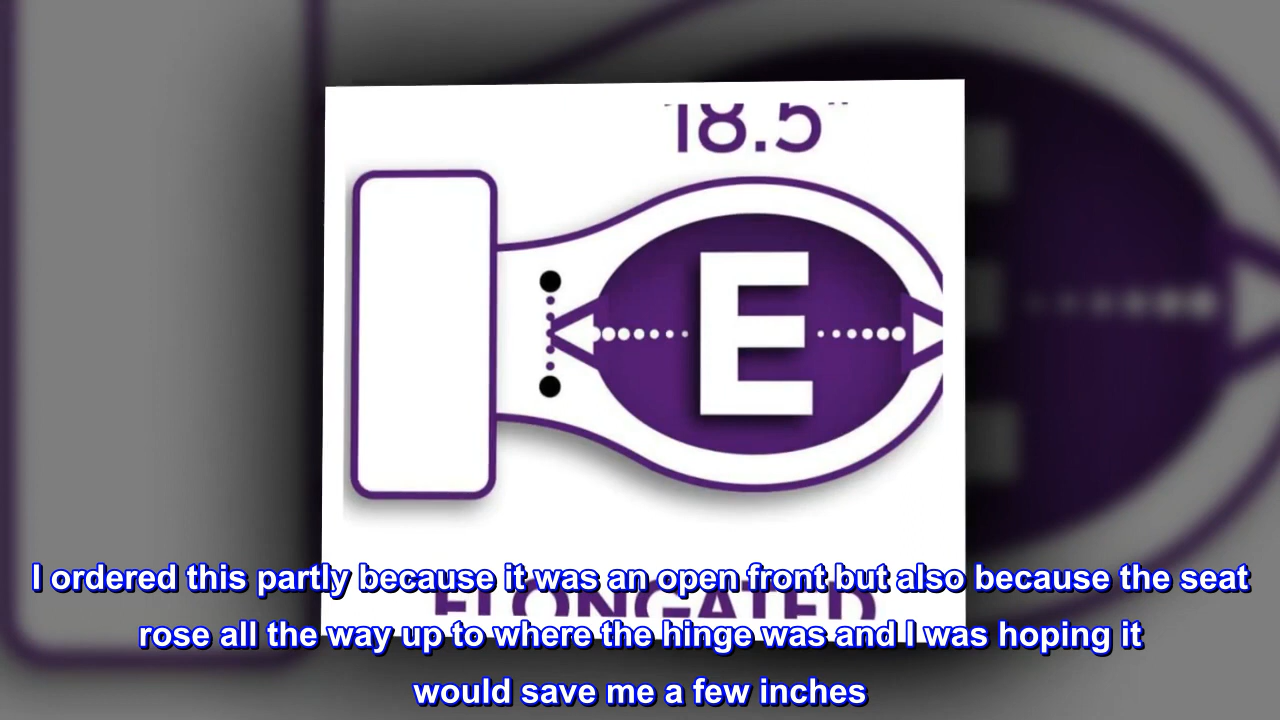 18.5"
E
ELONGATED
I ordered this partly because it was an open front but also because the seat
rose all the way up to where the hinge was and I was hoping it
would save me a few inches